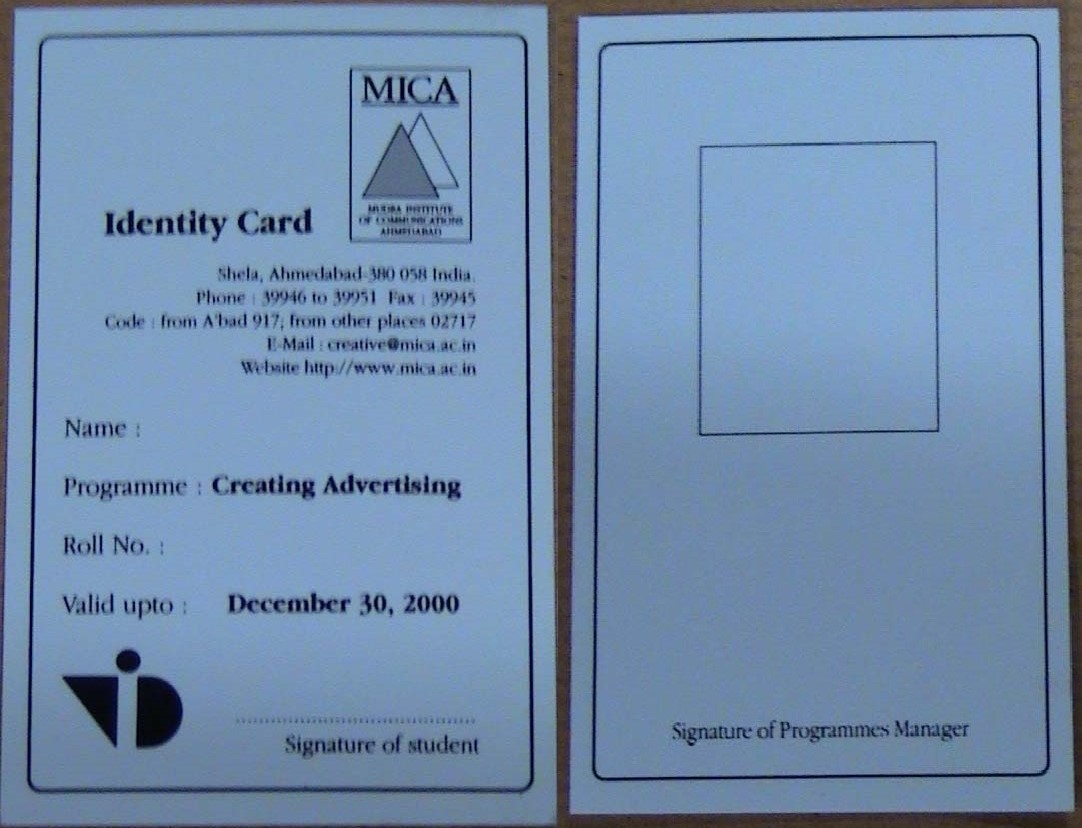 MICA
MUDRA INSTITUTE
OF COMMUNICATIONS
AHMEDABAD
Identity Card
Shela, Ahmedabad-380 058 India.
Phone : 39946 to 39951 Fax : 39945
Code : from A'bad 917; from other places 02717
E-Mail : creative@mica.ac.in
Website http://www.mica.ac.in
Name :
Programme : Creating Advertising
Roll No. :
Valid upto : December 30, 2000
Signature of student
Signature of Programmes Manager